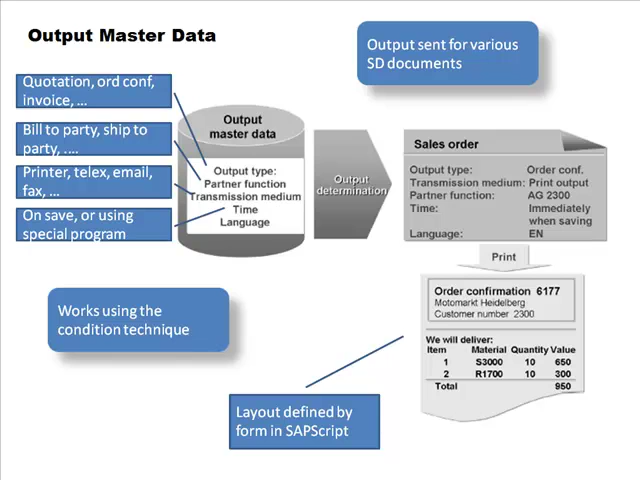 Output Master Data
Output sent for various
SD documents
Quotation, ord conf,
invoice, ...
Bill to party, ship to
party, ....
Printer, telex, email,
fax, ...
On save, or using
special program
Output
master data
Output type:
Partner function
Transmission medium
Time
Language
Output
determination
Sales order
Output type: Order conf.
Transmission medium: Print output
Partner function: AG 2300
Time: Immediately
when saving
Language: EN
Print
Order confirmation 6177
Motomarkt Heidelberg
Customer number 2300
We will deliver:
Item Material Quantity Value
1 S3000 10 650
2 R1700 10 300
Total 950
Works using the
condition technique
Layout defined by
form in SAPScript